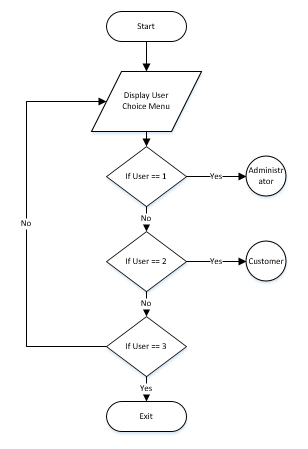 Start
Display User
Choice Menu
If User == 1
Yes
Administr
ator
No
If User == 2
Yes
Customer
No
No
If User == 3
Yes
Exit